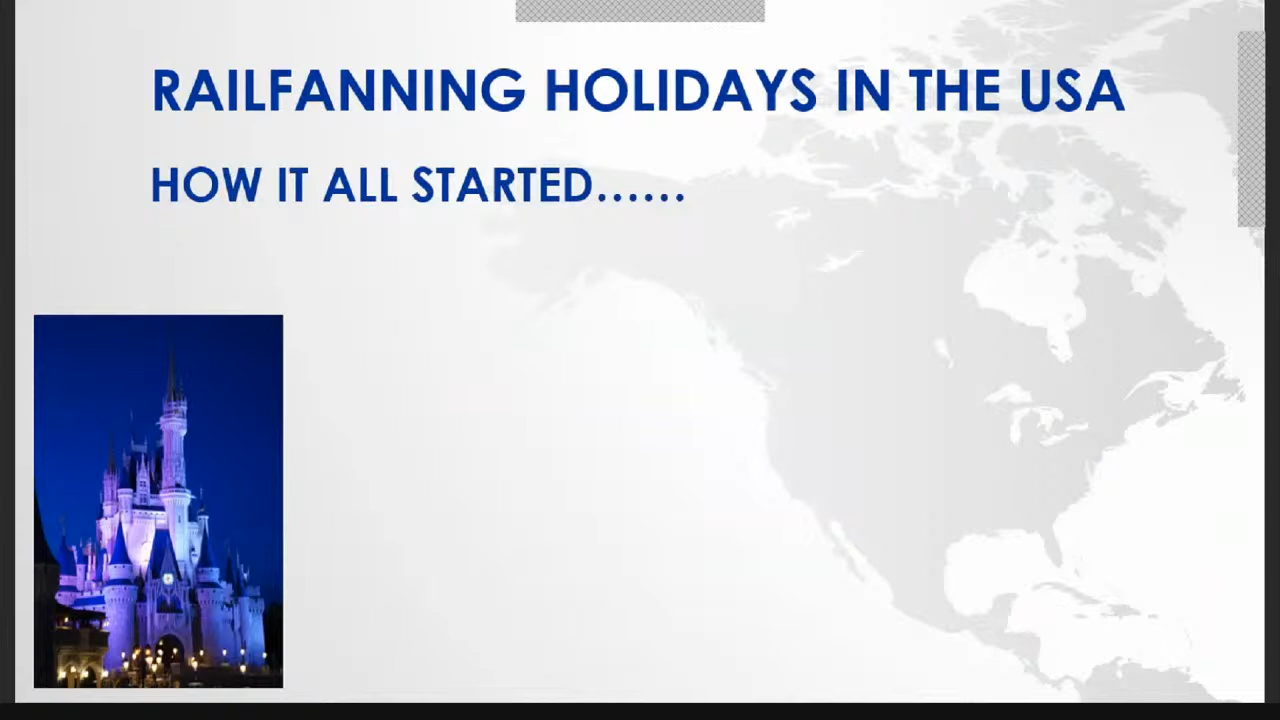 RAILFANNING HOLIDAYS IN THE USA
HOW IT ALL STARTED......